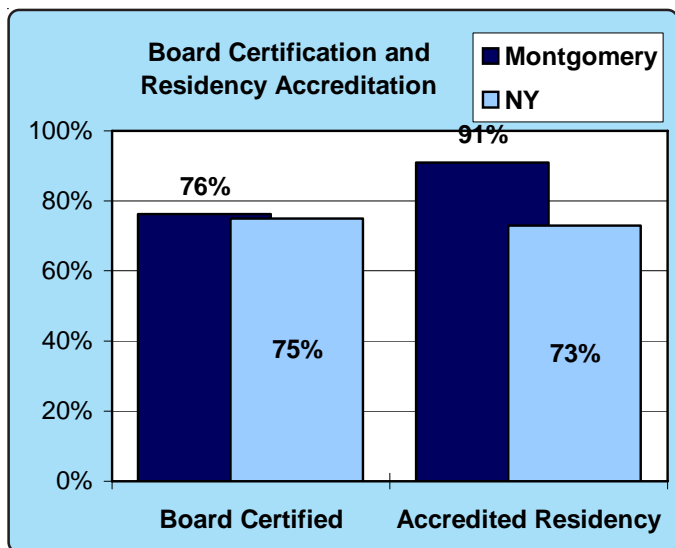 Board Certification and
Residency Accreditation
Montgomery
NY
100%
80%
60%
40%
20%
0%
76%
75%
91%
73%
Board Certified
Accredited Residency